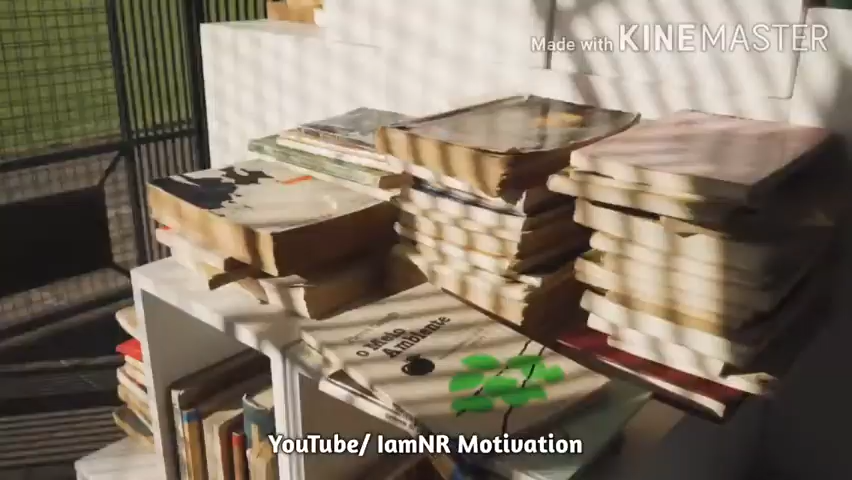 Made with KINEMASTER
o Meio
Ambiente
YouTube/ IamNR Motivation